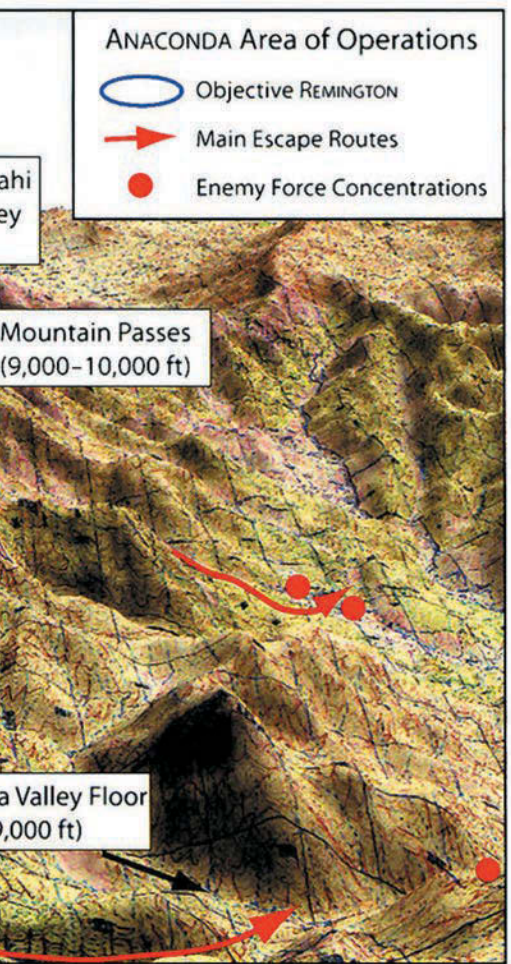 ANACONDA Area of Operations
Objective REMINGTON
Main Escape Routes
Enemy Force Concentrations
ahi
ey
Mountain Passes
(9,000–10,000 ft)
a Valley Floor
,000 ft)